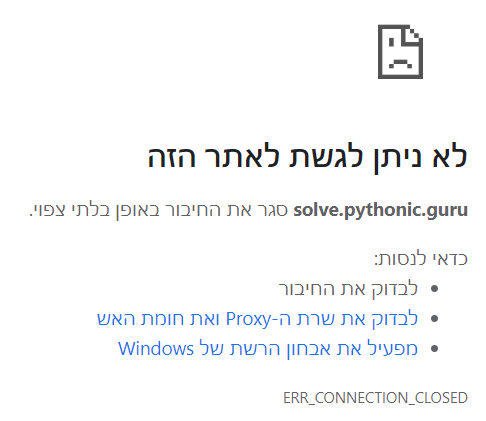 לא ניתן לגשת לאתר הזה
solve.pythonic.guru סגר את החיבור באופן בלתי צפוי.
כדאי לנסות:
לבדוק את החיבור
לבדוק את שרת ה-Proxy ואת חומת האש
מפעיל את אבחון הרשת של Windows
ERR_CONNECTION_CLOSED